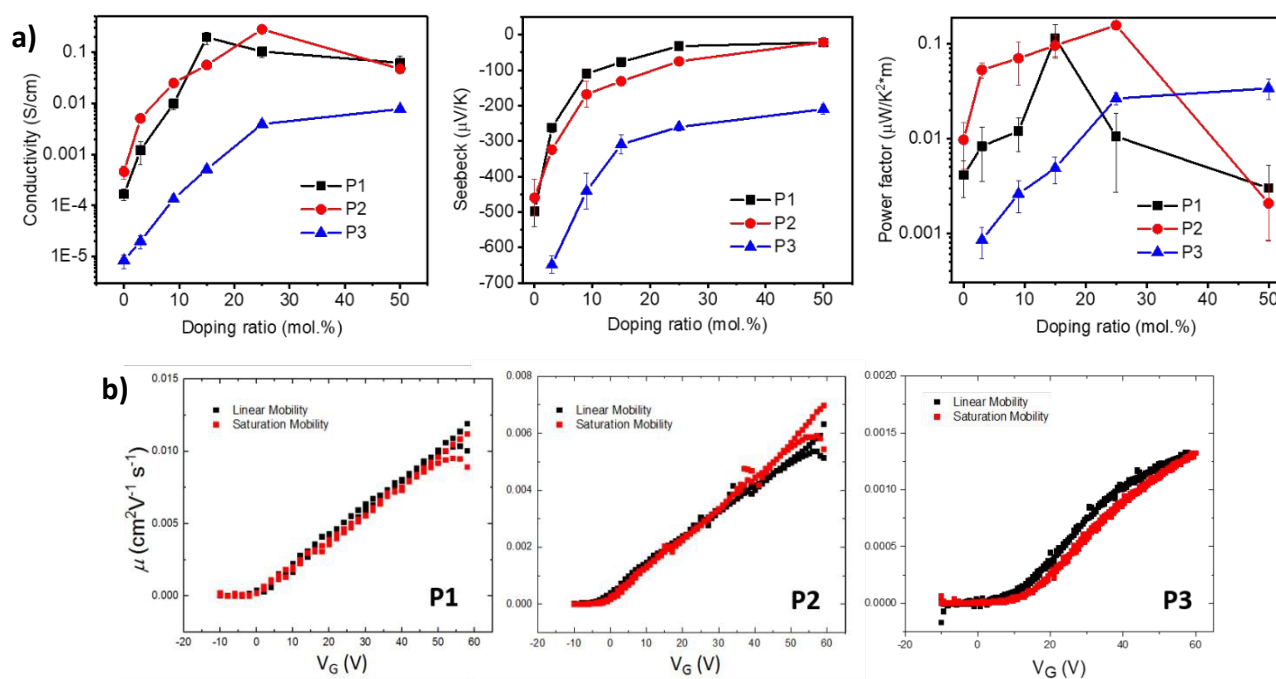 a)
Conductivity (S/cm)
0.1
0.01
0.001
1E-4
1E-5
P1
P2
P3
0 10 20 30 40 50
Doping ratio (mol.%)
Seebeck (μV/K)
0
-100
-200
-300
-400
-500
-600
-700
P1
P2
P3
0 10 20 30 40 50
Doping ratio (mol.%)
Power factor (μW/K²*m)
0.1
0.01
0.001
P1
P2
P3
0 10 20 30 40 50
Doping ratio (mol.%)
b)
μ (cm²V⁻¹ s⁻¹)
0.015
0.010
0.005
0.000
Linear Mobility
Saturation Mobility
P1
-20 -10 0 10 20 30 40 50 60
V_G (V)
0.008
0.006
0.004
0.002
0.000
Linear Mobility
Saturation Mobility
P2
-20 -10 0 10 20 30 40 50 60
V_G (V)
0.0020
0.0015
0.0010
0.0005
0.0000
Linear Mobility
Saturation Mobility
P3
-20 0 20 40 60
V_G (V)